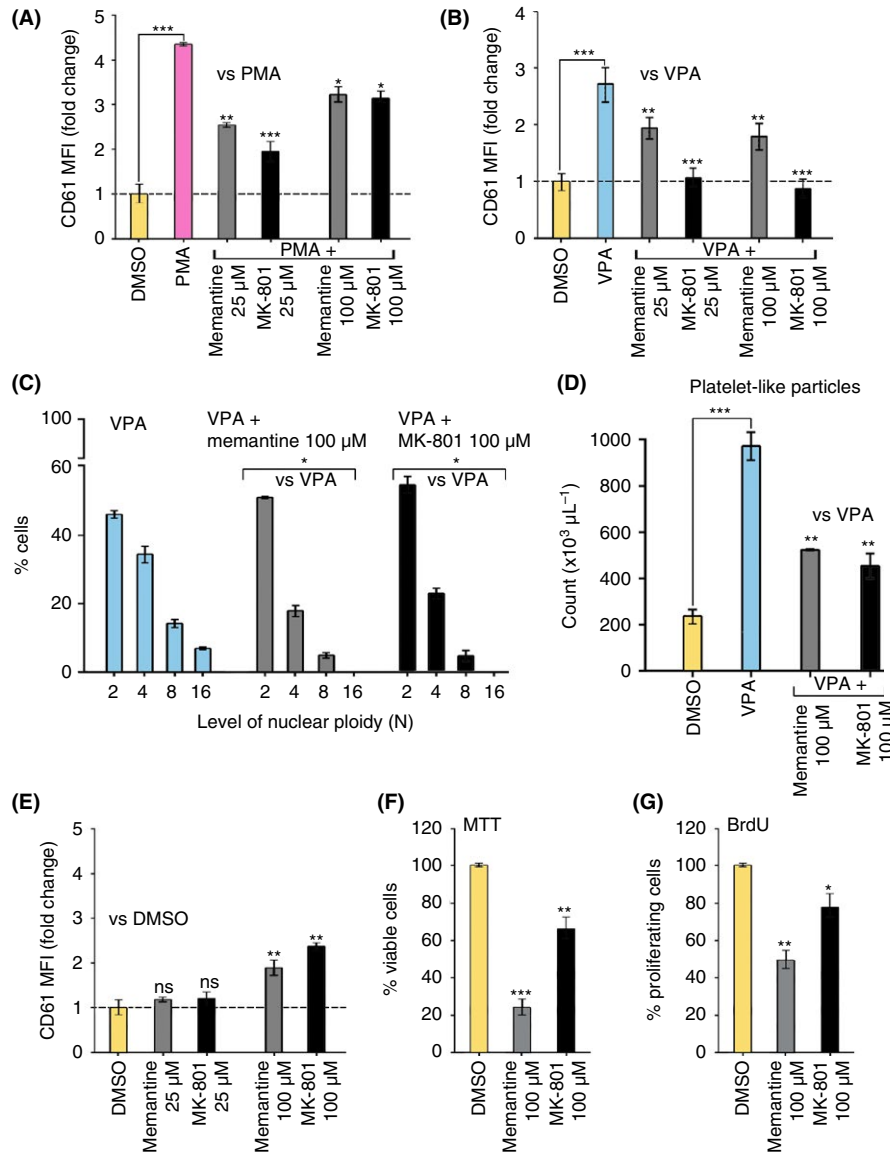 (A)
CD61 MFI (fold change)
5
4
3
2
1
0
***
vs PMA
**
***
*
*
DMSO
PMA
PMA +
Memantine
25 µM
MK-801
25 µM
Memantine
100 µM
MK-801
100 µM
(B)
CD61 MFI (fold change)
4
3
2
1
0
***
vs VPA
**
***
**
***
DMSO
VPA
VPA +
Memantine
25 µM
MK-801
25 µM
Memantine
100 µM
MK-801
100 µM
(C)
% cells
100
60
40
20
0
VPA
VPA +
memantine 100 µM
*
vs VPA
VPA +
MK-801 100 µM
*
vs VPA
2 4 8 16 2 4 8 16 2 4 8 16
Level of nuclear ploidy (N)
(D)
Platelet-like particles
Count (x10³ µL⁻¹)
1000
800
600
400
200
0
***
vs VPA
**
**
DMSO
VPA
VPA +
Memantine
100 µM
MK-801
100 µM
(E)
CD61 MFI (fold change)
5
4
3
2
1
0
vs DMSO
ns
ns
**
**
DMSO
Memantine
25 µM
MK-801
25 µM
Memantine
100 µM
MK-801
100 µM
(F)
MTT
% viable cells
120
100
80
60
40
20
0
***
**
DMSO
Memantine
100 µM
MK-801
100 µM
(G)
BrdU
% proliferating cells
120
100
80
60
40
20
0
**
*
DMSO
Memantine
100 µM
MK-801
100 µM